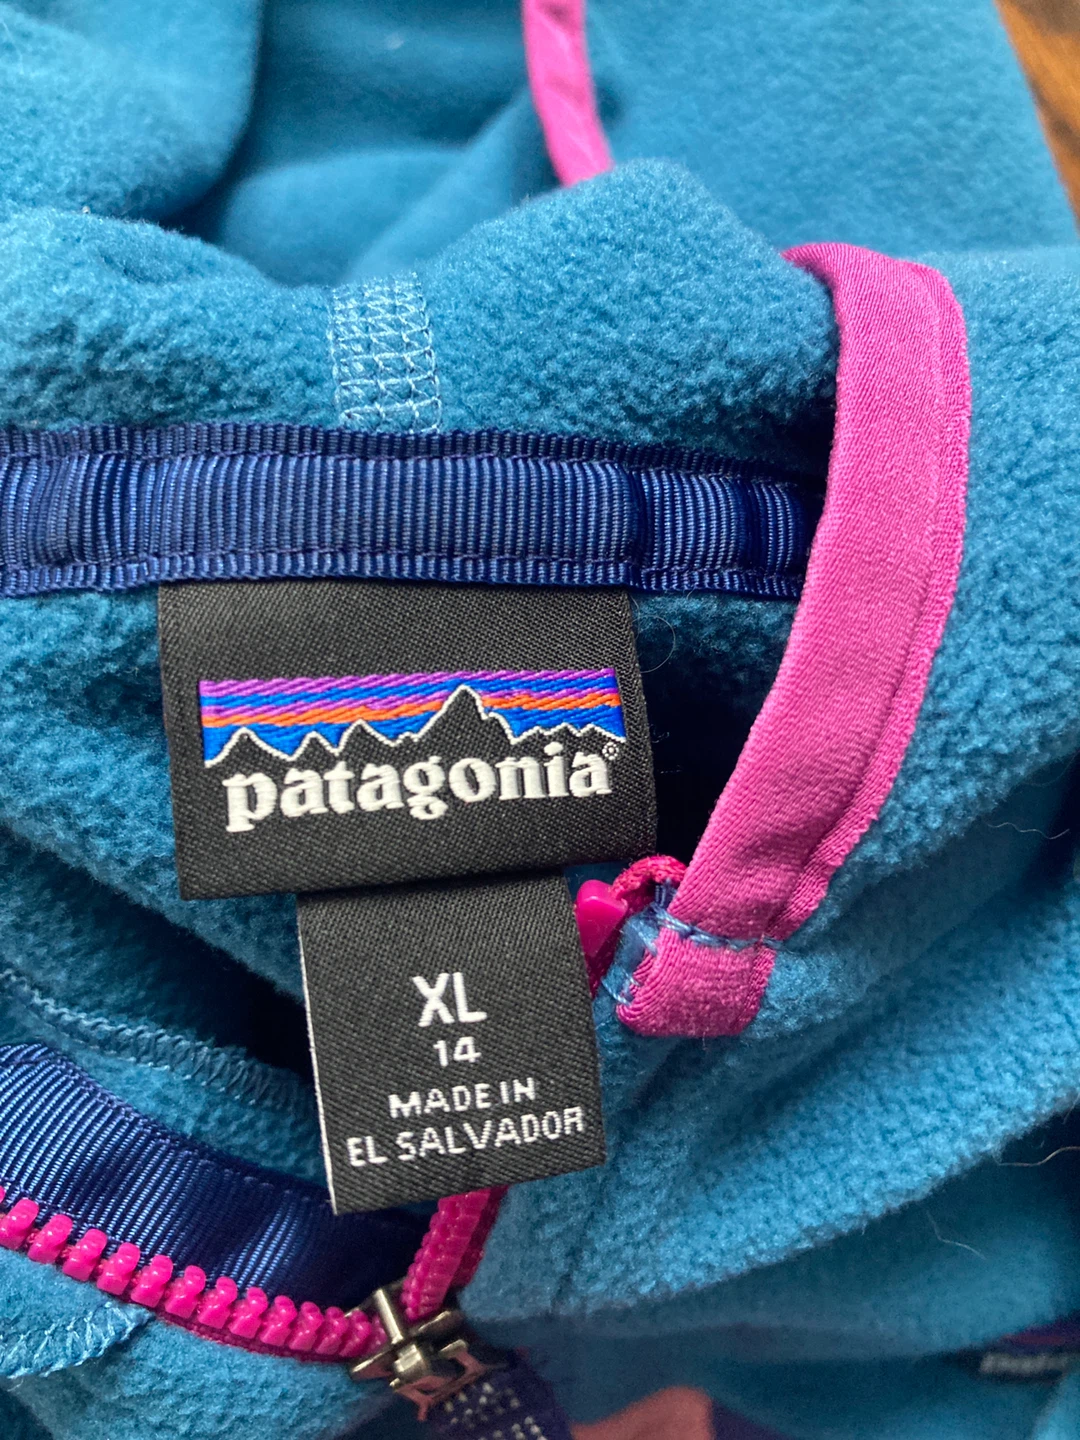 patagonia®
XL
14
MADE IN
EL SALVADOR